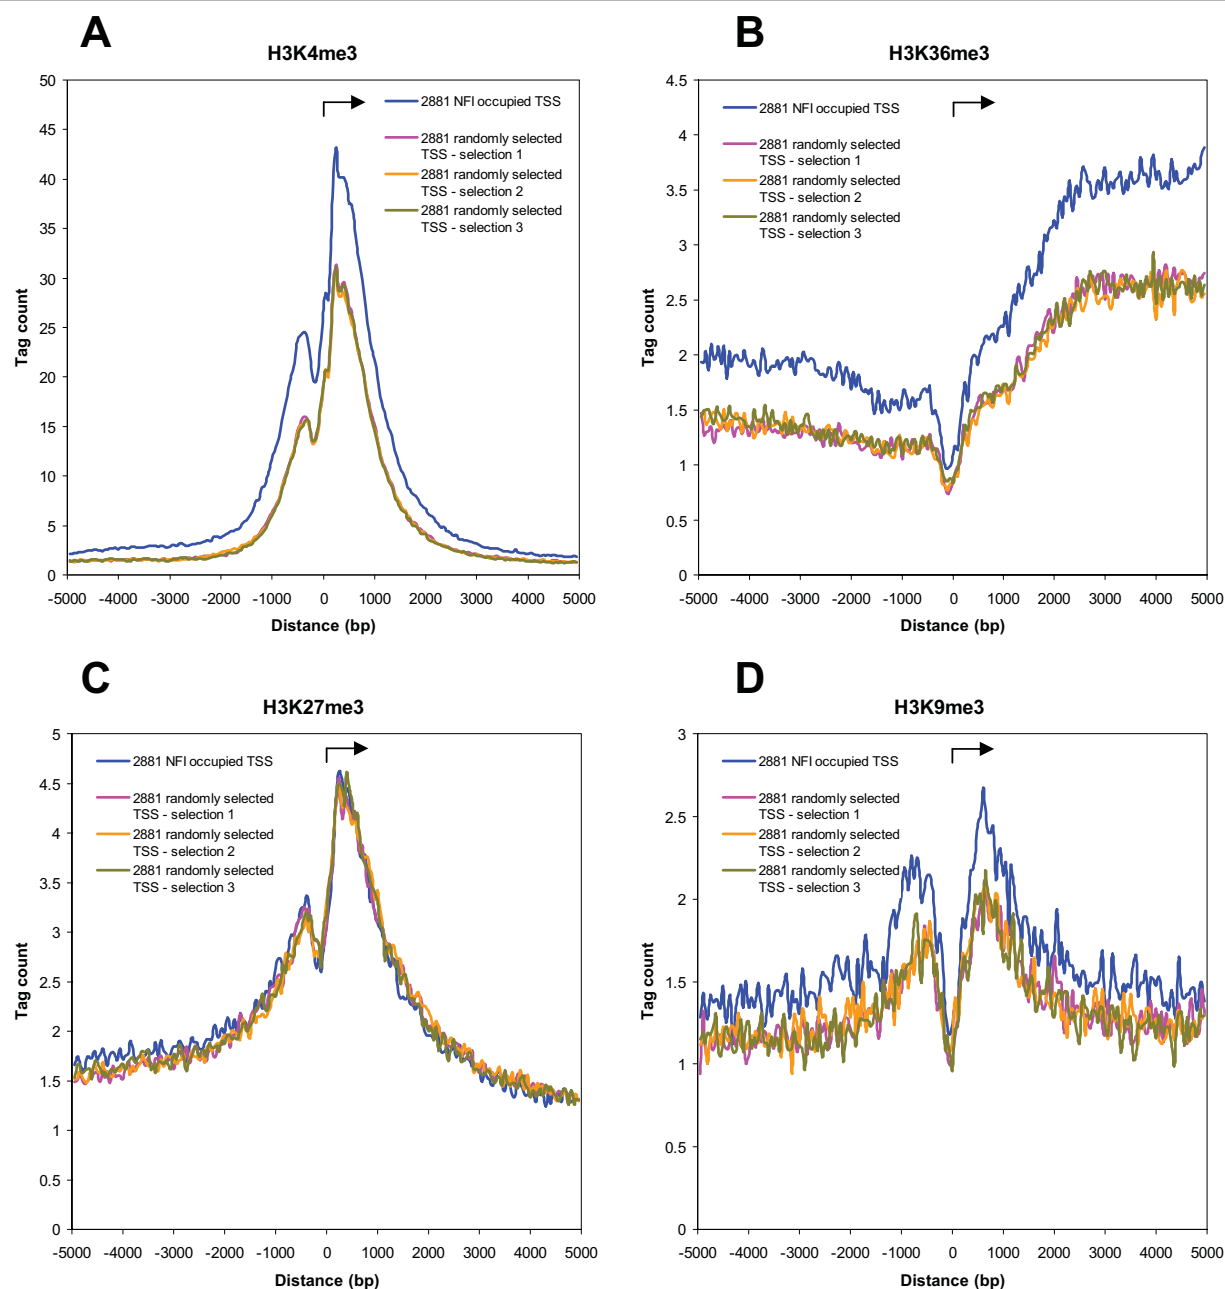 A
H3K4me3
50
45
40
35
30
25
20
15
10
5
0
Tag count
2881 NFI occupied TSS
2881 randomly selected
TSS - selection 1
2881 randomly selected
TSS - selection 2
2881 randomly selected
TSS - selection 3
-5000 -4000 -3000 -2000 -1000 0 1000 2000 3000 4000 5000
Distance (bp)
B
H3K36me3
4.5
4
3.5
3
2.5
2
1.5
1
0.5
0
Tag count
2881 NFI occupied TSS
2881 randomly selected
TSS - selection 1
2881 randomly selected
TSS - selection 2
2881 randomly selected
TSS - selection 3
-5000 -4000 -3000 -2000 -1000 0 1000 2000 3000 4000 5000
Distance (bp)
C
H3K27me3
5
4.5
4
3.5
3
2.5
2
1.5
1
0.5
0
Tag count
2881 NFI occupied TSS
2881 randomly selected
TSS - selection 1
2881 randomly selected
TSS - selection 2
2881 randomly selected
TSS - selection 3
-5000 -4000 -3000 -2000 -1000 0 1000 2000 3000 4000 5000
Distance (bp)
D
H3K9me3
3
2.5
2
1.5
1
0.5
0
Tag count
2881 NFI occupied TSS
2881 randomly selected
TSS - selection 1
2881 randomly selected
TSS - selection 2
2881 randomly selected
TSS - selection 3
-5000 -4000 -3000 -2000 -1000 0 1000 2000 3000 4000 5000
Distance (bp)